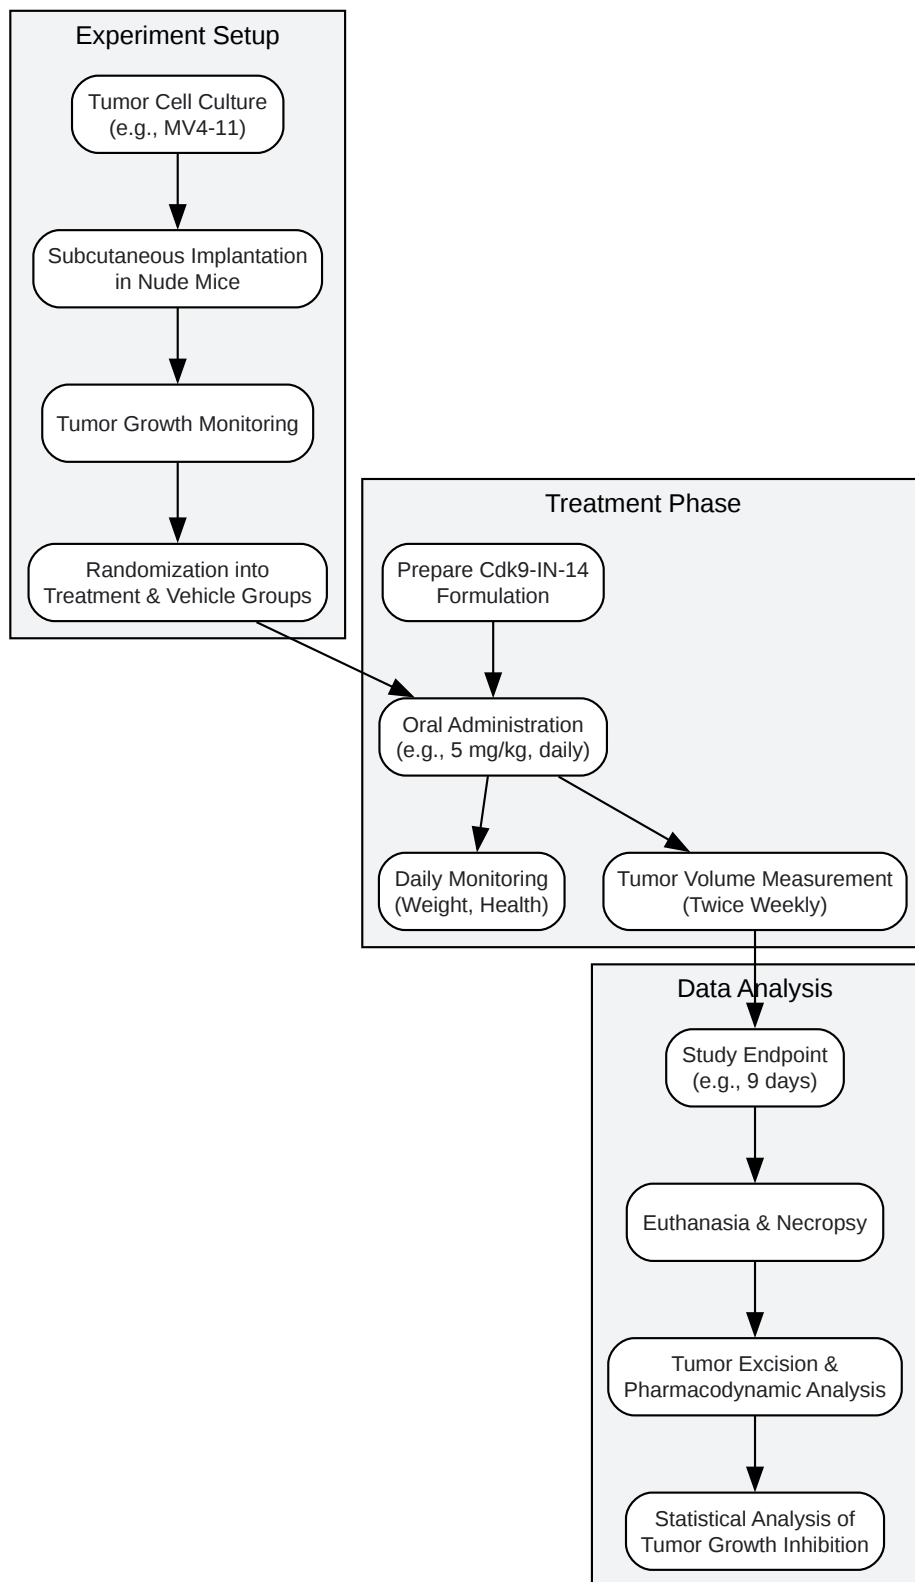 Experiment Setup
Tumor Cell Culture
(e.g., MV4-11)
Subcutaneous Implantation
in Nude Mice
Tumor Growth Monitoring
Randomization into
Treatment & Vehicle Groups
Treatment Phase
Prepare Cdk9-IN-14
Formulation
Oral Administration
(e.g., 5 mg/kg, daily)
Daily Monitoring
(Weight, Health)
Tumor Volume Measurement
(Twice Weekly)
Data Analysis
Study Endpoint
(e.g., 9 days)
Euthanasia & Necropsy
Tumor Excision &
Pharmacodynamic Analysis
Statistical Analysis of
Tumor Growth Inhibition